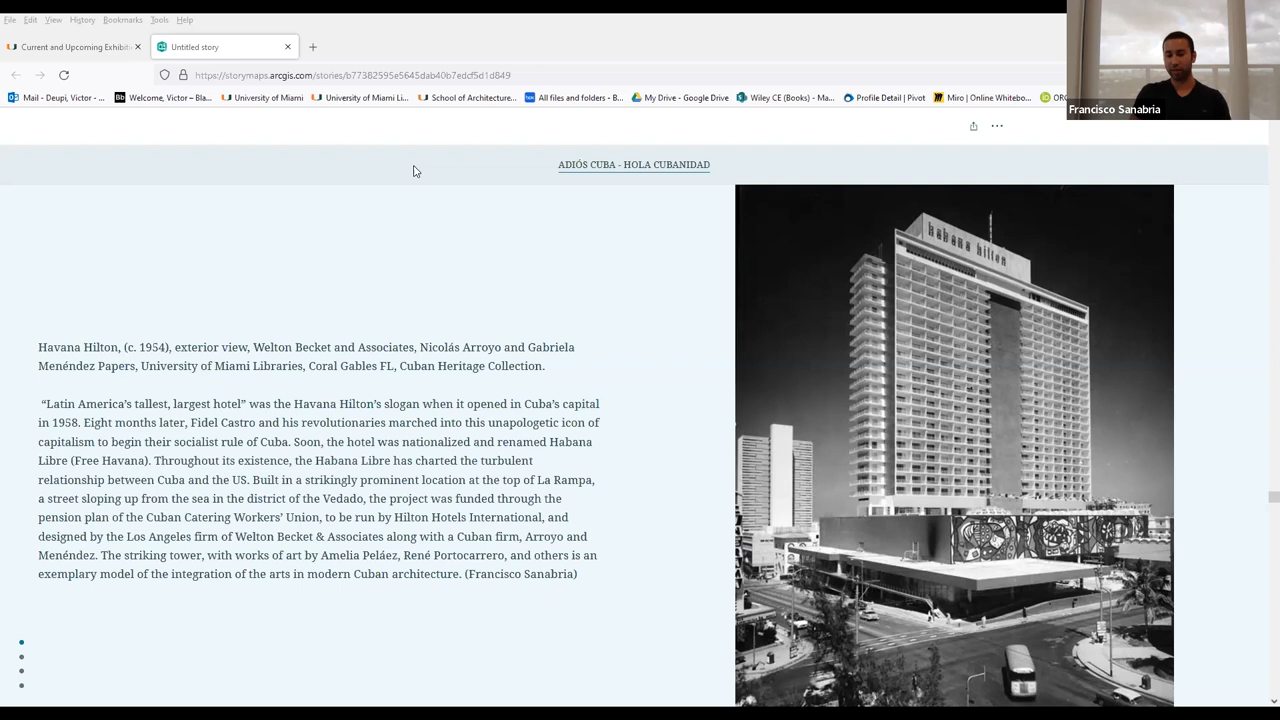 File Edit View History Bookmarks Tools Help
Current and Upcoming Exhibiti
Untitled story
https://storymaps.arcgis.com/stories/b77382595e5645dab40b7edcf5d1d849
Mail - Deupi, Victor - ... Welcome, Victor – Bla... University of Miami University of Miami Li... School of Architecture... All files and folders - B... My Drive - Google Drive Wiley CE (Books) - Ma... Profile Detail | Pivot Miro | Online Whitebo...
Francisco Sanabria
ADIÓS CUBA - HOLA CUBANIDAD
Havana Hilton, (c. 1954), exterior view, Welton Becket and Associates, Nicolás Arroyo and Gabriela
Menéndez Papers, University of Miami Libraries, Coral Gables FL, Cuban Heritage Collection.
“Latin America’s tallest, largest hotel” was the Havana Hilton’s slogan when it opened in Cuba’s capital
in 1958. Eight months later, Fidel Castro and his revolutionaries marched into this unapologetic icon of
capitalism to begin their socialist rule of Cuba. Soon, the hotel was nationalized and renamed Habana
Libre (Free Havana). Throughout its existence, the Habana Libre has charted the turbulent
relationship between Cuba and the US. Built in a strikingly prominent location at the top of La Rampa,
a street sloping up from the sea in the district of the Vedado, the project was funded through the
pension plan of the Cuban Catering Workers’ Union, to be run by Hilton Hotels International, and
designed by the Los Angeles firm of Welton Becket & Associates along with a Cuban firm, Arroyo and
Menéndez. The striking tower, with works of art by Amelia Peláez, René Portocarrero, and others is an
exemplary model of the integration of the arts in modern Cuban architecture. (Francisco Sanabria)
habana hilton